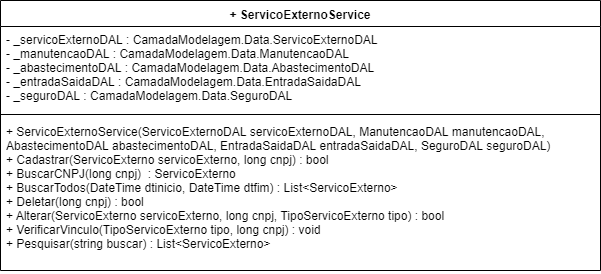 + ServicoExternoService
- _servicoExternoDAL : CamadaModelagem.Data.ServicoExternoDAL
- _manutencaoDAL : CamadaModelagem.Data.ManutencaoDAL
- _abastecimentoDAL : CamadaModelagem.Data.AbastecimentoDAL
- _entradaSaidaDAL : CamadaModelagem.Data.EntradaSaidaDAL
- _seguroDAL : CamadaModelagem.Data.SeguroDAL
+ ServicoExternoService(ServicoExternoDAL servicoExternoDAL, ManutencaoDAL manutencaoDAL,
AbastecimentoDAL abastecimentoDAL, EntradaSaidaDAL entradaSaidaDAL, SeguroDAL seguroDAL)
+ Cadastrar(ServicoExterno servicoExterno, long cnpj) : bool
+ BuscarCNPJ(long cnpj)  : ServicoExterno
+ BuscarTodos(DateTime dtinicio, DateTime dtfim) : List<ServicoExterno>
+ Deletar(long cnpj) : bool
+ Alterar(ServicoExterno servicoExterno, long cnpj, TipoServicoExterno tipo) : bool
+ VerificarVinculo(TipoServicoExterno tipo, long cnpj) : void
+ Pesquisar(string buscar) : List<ServicoExterno>